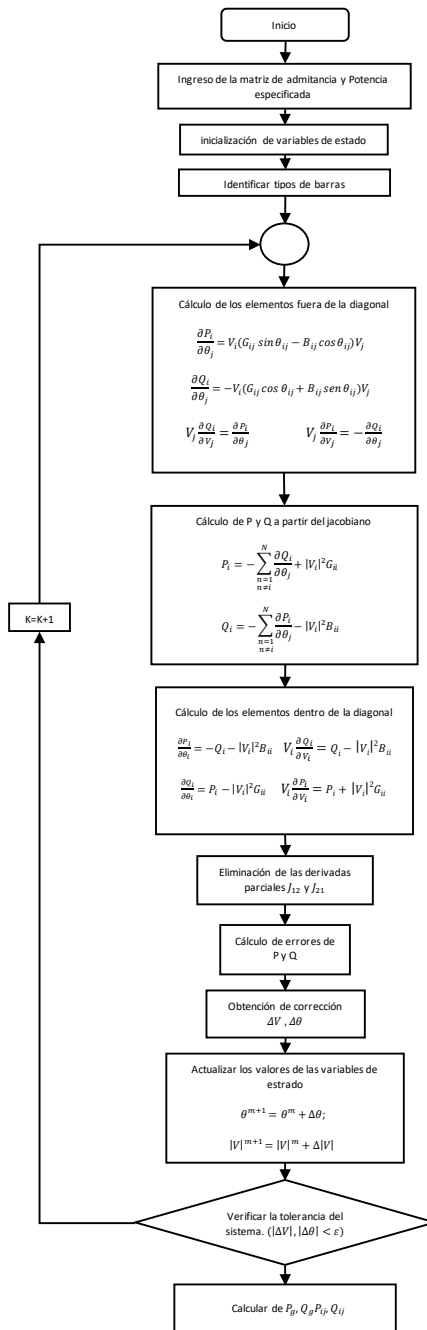 Inicio
Ingreso de la matriz de admitancia y Potencia
especificada
inicialización de variables de estado
Identificar tipos de barras
Cálculo de los elementos fuera de la diagonal
∂P_i/∂θ_j = V_i(G_ij sin θ_ij − B_ij cos θ_ij)V_j
∂Q_i/∂θ_j = −V_i(G_ij cos θ_ij + B_ij sen θ_ij)V_j
V_j ∂Q_i/∂V_j = ∂P_i/∂θ_j V_j ∂P_i/∂V_j = −∂Q_i/∂θ_j
Cálculo de P y Q a partir del jacobiano
P_i = − ∑_{n=1, n≠i}^{N} ∂Q_i/∂θ_j + |V_i|²G_ii
Q_i = − ∑_{n=1, n≠i}^{N} ∂P_i/∂θ_j − |V_i|²B_ii
K=K+1
Cálculo de los elementos dentro de la diagonal
∂P_i/∂θ_i = −Q_i − |V_i|²B_ii V_i ∂Q_i/∂V_i = Q_i − |V_i|²B_ii
∂Q_i/∂θ_i = P_i − |V_i|²G_ii V_i ∂P_i/∂V_i = P_i + |V_i|²G_ii
Eliminación de las derivadas
parciales J₁₂ y J₂₁
Cálculo de errores de
P y Q
Obtención de corrección
ΔV , Δθ
Actualizar los valores de las variables de
estrado
θ^{m+1} = θ^m + Δθ;
|V|^{m+1} = |V|^m + Δ|V|
Verificar la tolerancia del
sistema. (|ΔV|, |Δθ| < ε)
Calcular de P_g, Q_g P_ij, Q_ij